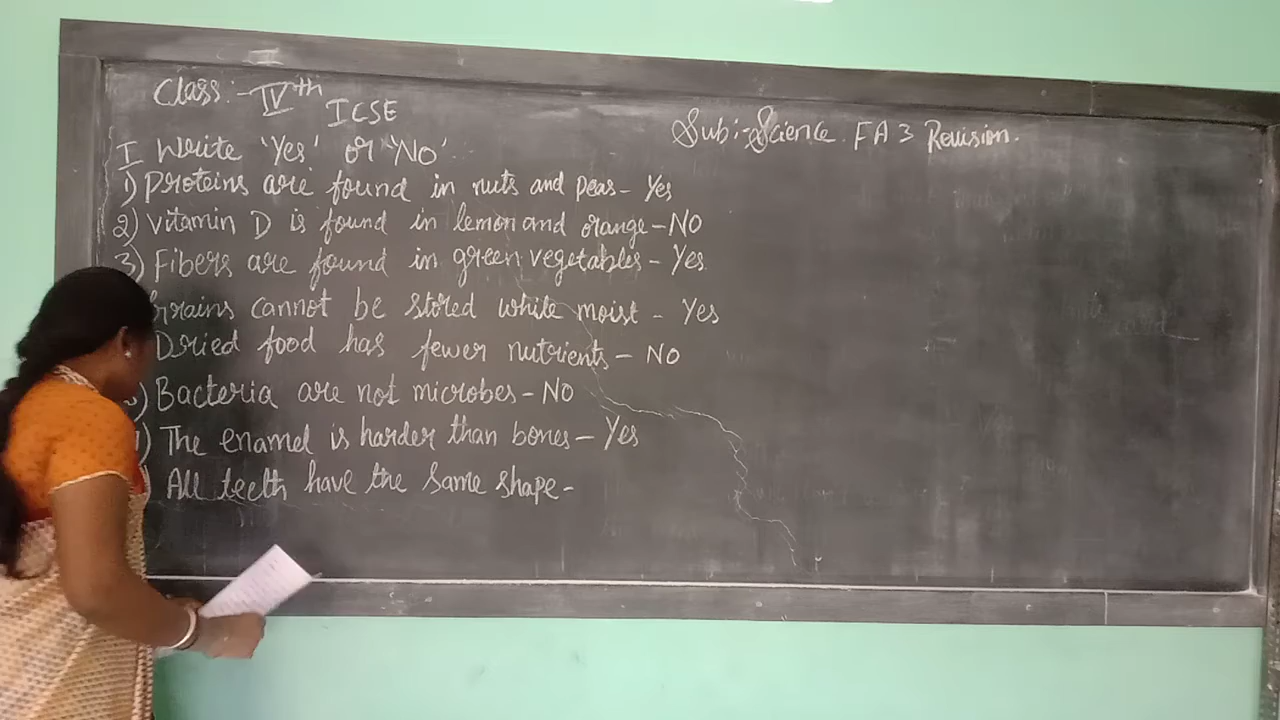 Class:- IVth
ICSE
Sub:- Science FA 3 Revision.
I Write 'Yes' or 'No'.
1) Proteins are found in nuts and peas - Yes
2) Vitamin D is found in lemon and orange - NO
3) Fibers are found in green vegetables - Yes
Grains cannot be stored while moist - Yes
Dried food has fewer nutrients - NO
) Bacteria are not microbes - NO
) The enamel is harder than bones - Yes
) All teeth have the same shape -